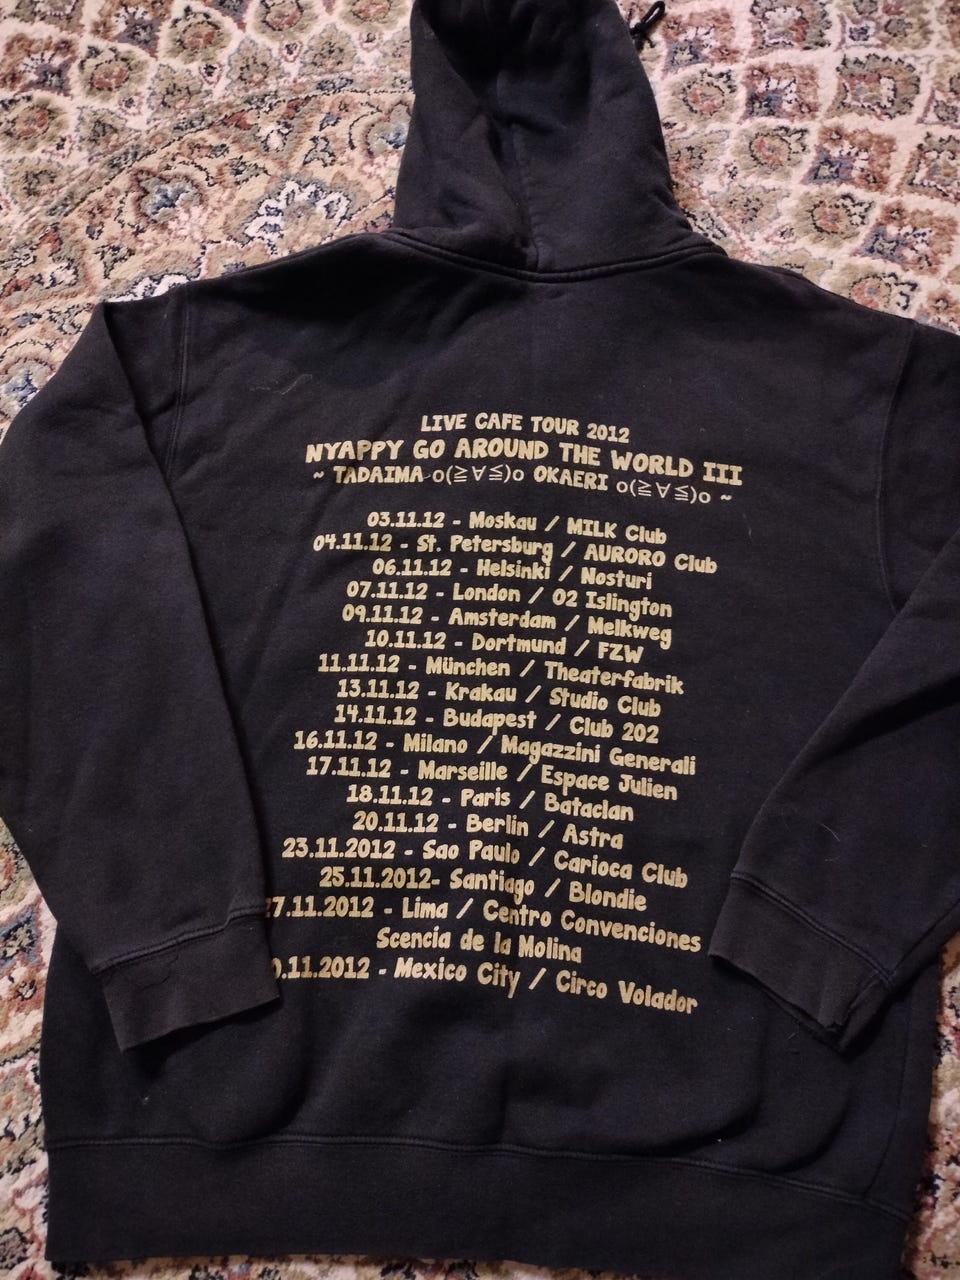 LIVE CAFE TOUR 2012
NYAPPY GO AROUND THE WORLD III
~ TADAIMA o(≧∀≦)o OKAERI o(≧∀≦)o ~
03.11.12 - Moskau / MILK Club
04.11.12 - St. Petersburg / AURORO Club
06.11.12 - Helsinki / Nosturi
07.11.12 - London / O2 Islington
09.11.12 - Amsterdam / Melkweg
10.11.12 - Dortmund / FZW
11.11.12 - München / Theaterfabrik
13.11.12 - Krakau / Studio Club
14.11.12 - Budapest / Club 202
16.11.12 - Milano / Magazzini Generali
17.11.12 - Marseille / Espace Julien
18.11.12 - Paris / Bataclan
20.11.12 - Berlin / Astra
23.11.2012 - Sao Paulo / Carioca Club
25.11.2012- Santiago / Blondie
7.11.2012 - Lima / Centro Convenciones
Scencia de la Molina
0.11.2012 - Mexico City / Circo Volador